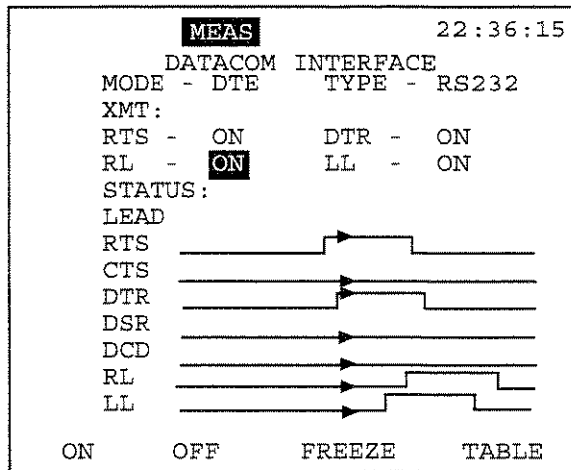 MEAS 22:36:15
DATACOM INTERFACE
MODE - DTE TYPE - RS232
XMT:
RTS - ON DTR - ON
RL - ON LL - ON
STATUS:
LEAD
RTS
CTS
DTR
DSR
DCD
RL
LL
ON OFF FREEZE TABLE